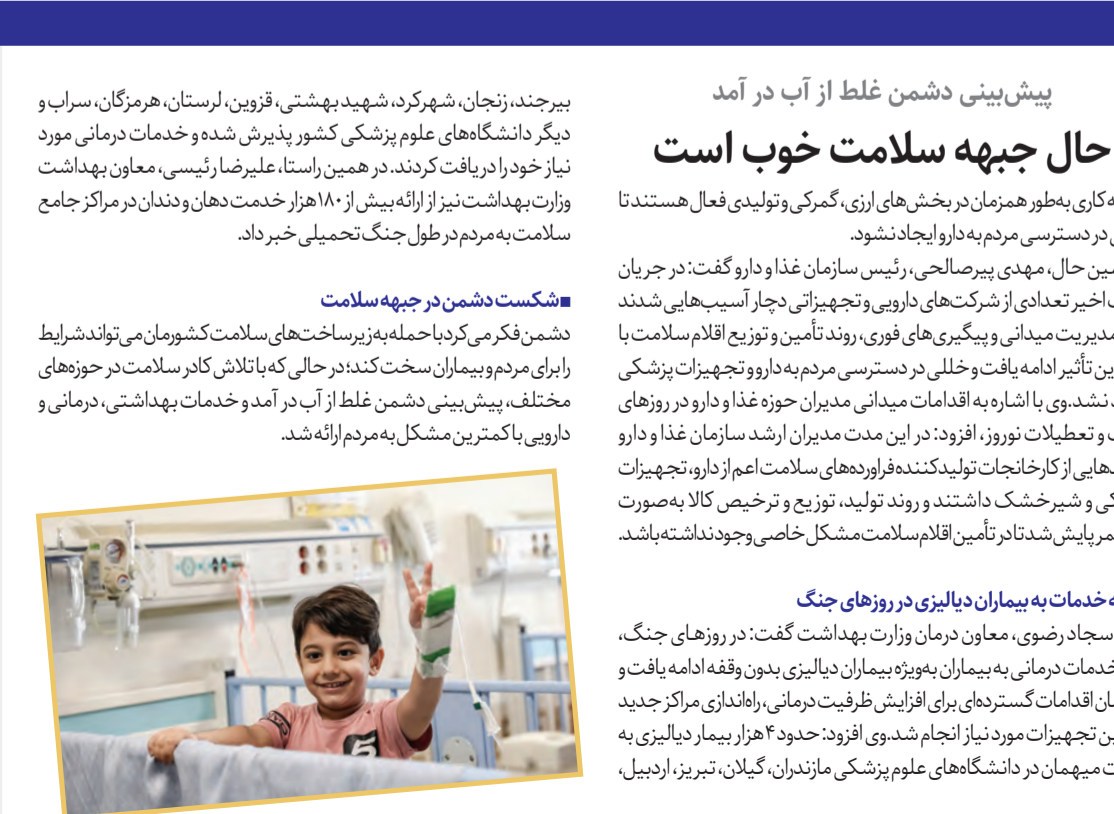 پیش‌بینی دشمن غلط از آب در آمد
حال جبهه سلامت خوب است
کاری به‌طور همزمان در بخش‌های ارزی، گمرکی و تولیدی فعال هستند تا
در دسترسی مردم به دارو ایجاد نشود.
حال، مهدی پیرصالحی، رئیس سازمان غذا و دارو گفت: در جریان
اخیر تعدادی از شرکت‌های دارویی و تجهیزاتی دچار آسیب‌هایی شدند
مدیریت میدانی و پیگیری‌های فوری، روند تأمین و توزیع اقلام سلامت با
تأثیر ادامه یافت و خللی در دسترسی مردم به دارو و تجهیزات پزشکی
نشد. وی با اشاره به اقدامات میدانی مدیران حوزه غذا و دارو در روزهای
و تعطیلات نوروز، افزود: در این مدت مدیران ارشد سازمان غذا و دارو
از کارخانجات تولیدکننده فراورده‌های سلامت اعم از دارو، تجهیزات
و شیرخشک داشتند و روند تولید، توزیع و ترخیص کالا به‌صورت
پایش شد تا در تأمین اقلام سلامت مشکل خاصی وجود نداشته باشد.
خدمات به بیماران دیالیزی در روزهای جنگ
سجاد رضوی، معاون درمان وزارت بهداشت گفت: در روزهای جنگ،
خدمات درمانی به بیماران به‌ویژه بیماران دیالیزی بدون وقفه ادامه یافت و
اقدامات گسترده‌ای برای افزایش ظرفیت درمانی، راه‌اندازی مراکز جدید
تجهیزات مورد نیاز انجام شد. وی افزود: حدود ۴ هزار بیمار دیالیزی به
میهمان در دانشگاه‌های علوم پزشکی مازندران، گیلان، تبریز، اردبیل،
بیرجند، زنجان، شهرکرد، شهید بهشتی، قزوین، لرستان، هرمزگان، سراب و
دیگر دانشگاه‌های علوم پزشکی کشور پذیرش شده و خدمات درمانی مورد
نیاز خود را دریافت کردند. در همین راستا، علیرضا رئیسی، معاون بهداشت
وزارت بهداشت نیز از ارائه بیش از ۱۸۰ هزار خدمت دهان و دندان در مراکز جامع
سلامت به مردم در طول جنگ تحمیلی خبر داد.
■ شکست دشمن در جبهه سلامت
دشمن فکر می‌کرد با حمله به زیرساخت‌های سلامت کشورمان می‌تواند شرایط
را برای مردم و بیماران سخت کند؛ در حالی که با تلاش کادر سلامت در حوزه‌های
مختلف، پیش‌بینی دشمن غلط از آب در آمد و خدمات بهداشتی، درمانی و
دارویی با کمترین مشکل به مردم ارائه شد.
5